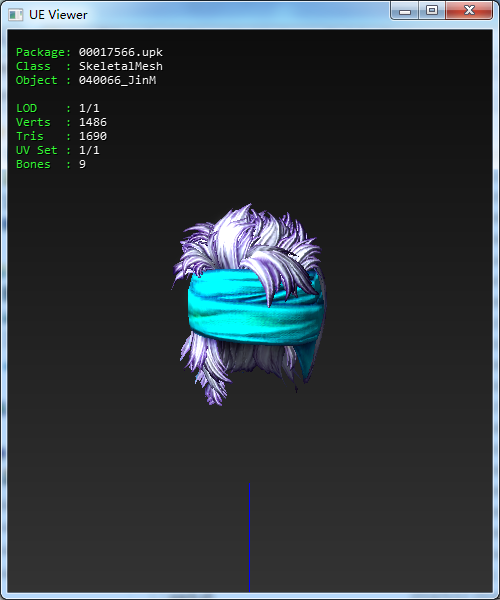 UE Viewer
Package: 00017566.upk
Class  : SkeletalMesh
Object : 040066_JinM
LOD    : 1/1
Verts  : 1486
Tris   : 1690
UV Set : 1/1
Bones  : 9